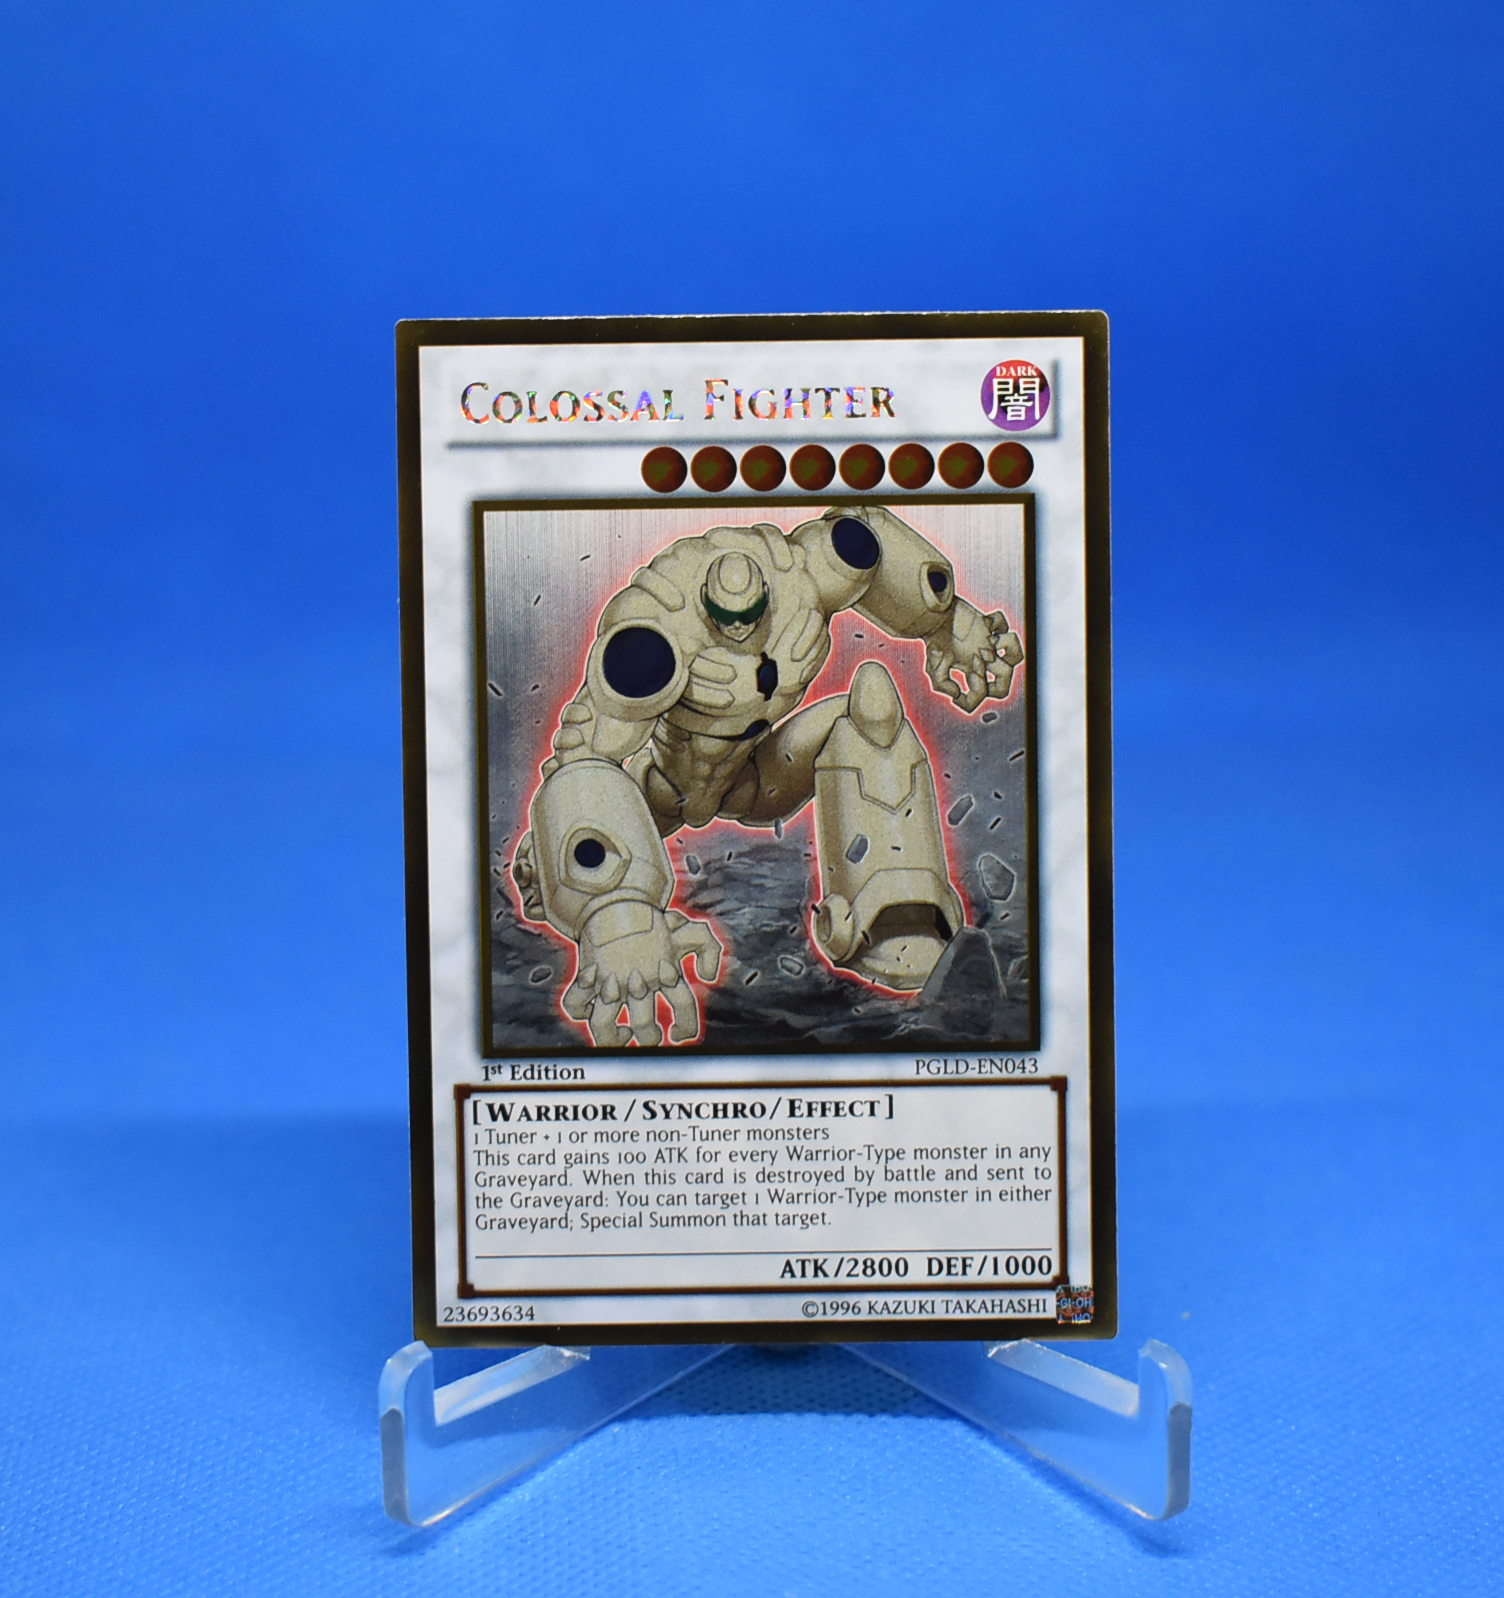 COLOSSAL FIGHTER
DARK
闇
1st Edition
PGLD-EN043
[WARRIOR/SYNCHRO/EFFECT]
1 Tuner + 1 or more non-Tuner monsters
This card gains 100 ATK for every Warrior-Type monster in any
Graveyard. When this card is destroyed by battle and sent to
the Graveyard: You can target 1 Warrior-Type monster in either
Graveyard; Special Summon that target.
ATK/2800 DEF/1000
23693634
©1996 KAZUKI TAKAHASHI
-GI-OH